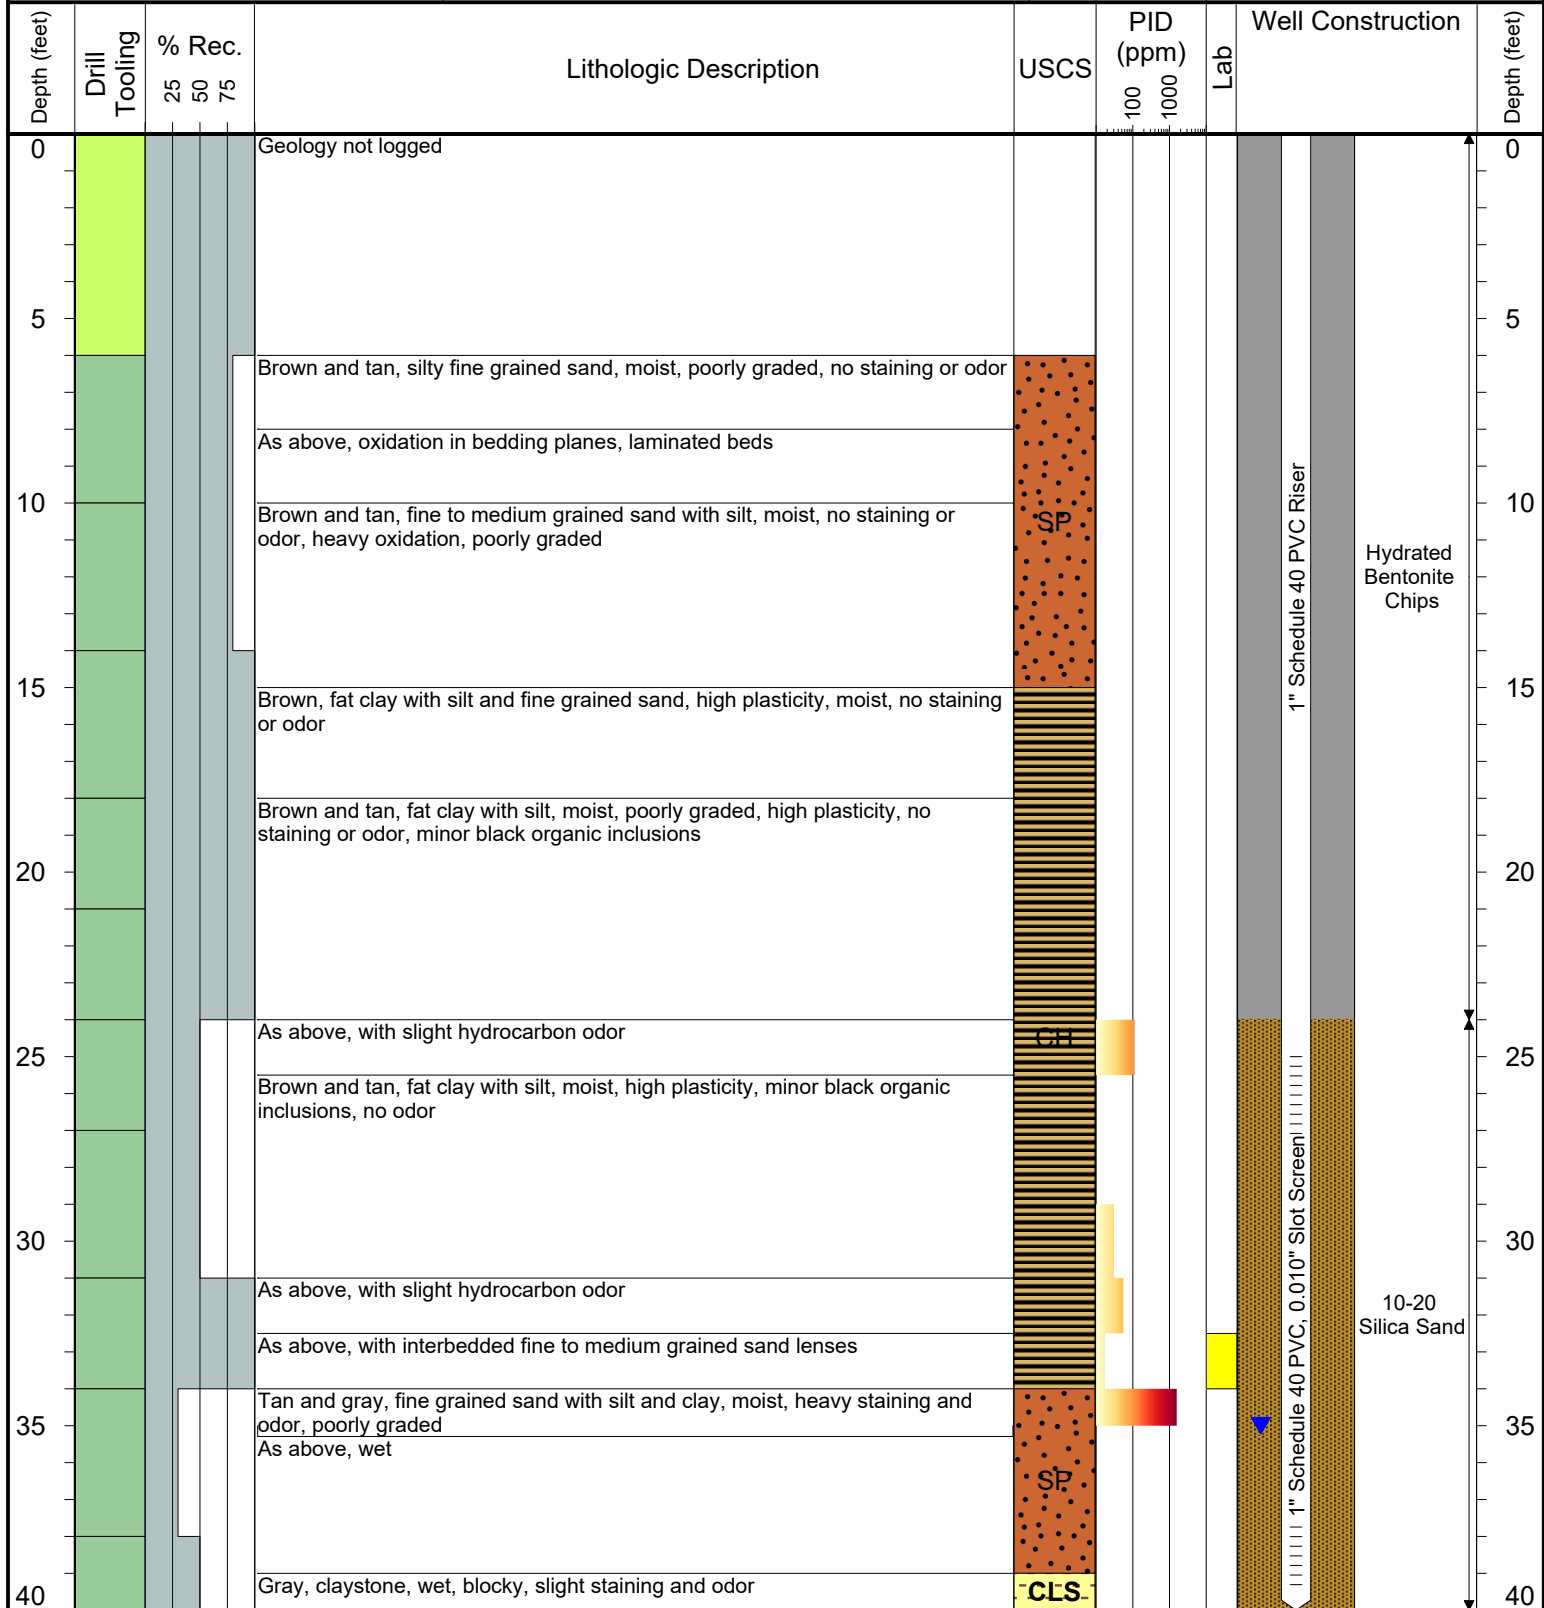 Depth (feet)
Drill
Tooling
% Rec.
25
50
75
Lithologic Description
USCS
PID
(ppm)
100
1000
Lab
Well Construction
Depth (feet)
0
Geology not logged
0
5
5
Brown and tan, silty fine grained sand, moist, poorly graded, no staining or odor
As above, oxidation in bedding planes, laminated beds
10
10
Brown and tan, fine to medium grained sand with silt, moist, no staining or
odor, heavy oxidation, poorly graded
SP
1" Schedule 40 PVC Riser
Hydrated
Bentonite
Chips
15
15
Brown, fat clay with silt and fine grained sand, high plasticity, moist, no staining
or odor
Brown and tan, fat clay with silt, moist, poorly graded, high plasticity, no
staining or odor, minor black organic inclusions
20
20
As above, with slight hydrocarbon odor
CH
25
25
Brown and tan, fat clay with silt, moist, high plasticity, minor black organic
inclusions, no odor
30
30
As above, with slight hydrocarbon odor
1" Schedule 40 PVC, 0.010" Slot Screen
10-20
Silica Sand
As above, with interbedded fine to medium grained sand lenses
Tan and gray, fine grained sand with silt and clay, moist, heavy staining and
odor, poorly graded
35
35
As above, wet
SP
Gray, claystone, wet, blocky, slight staining and odor
CLS
40
40